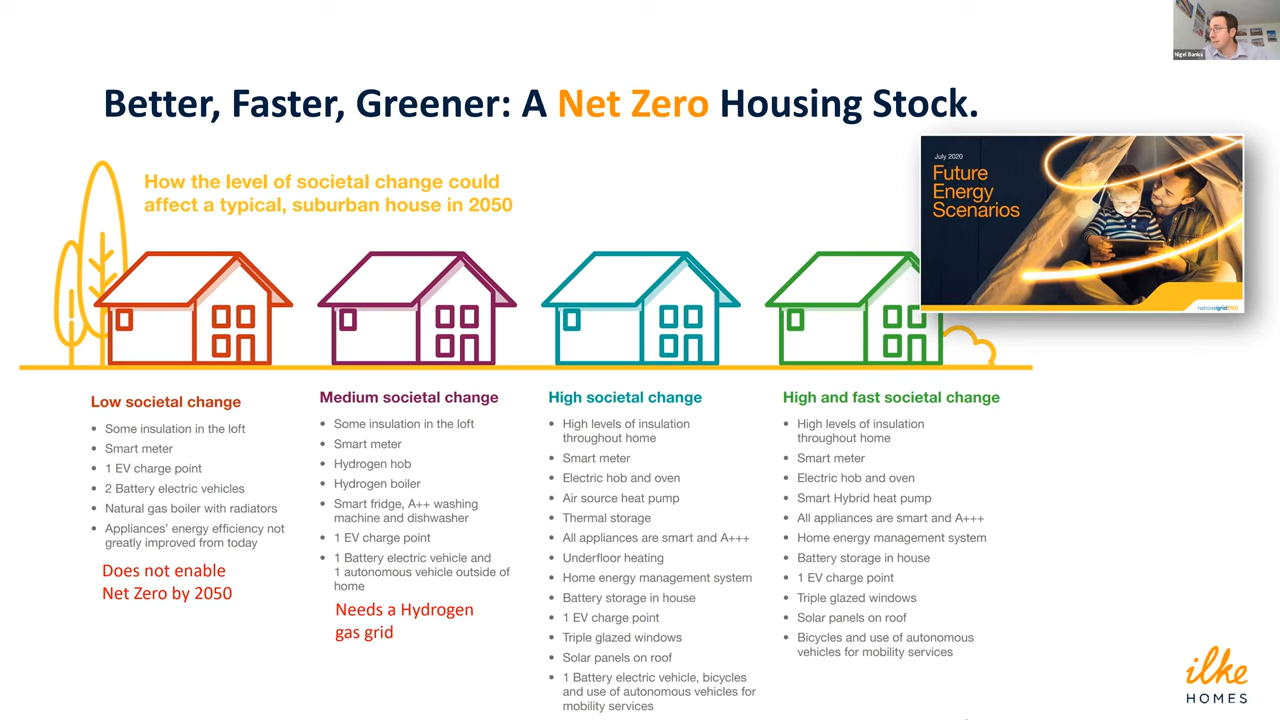 Nigel Banks
Better, Faster, Greener: A Net Zero Housing Stock.
July 2020
Future
Energy
Scenarios
nationalgridESO
How the level of societal change could
affect a typical, suburban house in 2050
Low societal change
• Some insulation in the loft
• Smart meter
• 1 EV charge point
• 2 Battery electric vehicles
• Natural gas boiler with radiators
• Appliances’ energy efficiency not
greatly improved from today
Does not enable
Net Zero by 2050
Medium societal change
• Some insulation in the loft
• Smart meter
• Hydrogen hob
• Hydrogen boiler
• Smart fridge, A++ washing
machine and dishwasher
• 1 EV charge point
• 1 Battery electric vehicle and
1 autonomous vehicle outside of
home
Needs a Hydrogen
gas grid
High societal change
• High levels of insulation
throughout home
• Smart meter
• Electric hob and oven
• Air source heat pump
• Thermal storage
• All appliances are smart and A+++
• Underfloor heating
• Home energy management system
• Battery storage in house
• 1 EV charge point
• Triple glazed windows
• Solar panels on roof
• 1 Battery electric vehicle, bicycles
and use of autonomous vehicles for
mobility services
High and fast societal change
• High levels of insulation
throughout home
• Smart meter
• Electric hob and oven
• Smart Hybrid heat pump
• All appliances are smart and A+++
• Home energy management system
• Battery storage in house
• 1 EV charge point
• Triple glazed windows
• Solar panels on roof
• Bicycles and use of autonomous
vehicles for mobility services
ilke
HOMES